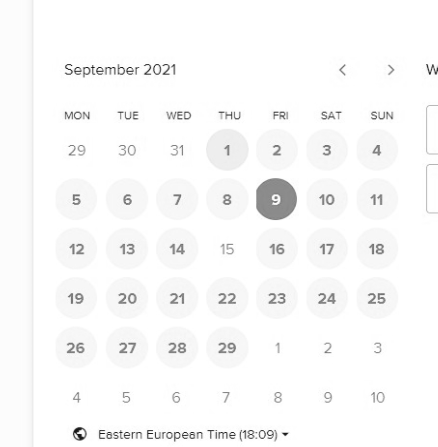 September 2021 < > W
MON TUE WED THU FRI SAT SUN
29 30 31 1 2 3 4
5 6 7 8 9 10 11
12 13 14 15 16 17 18
19 20 21 22 23 24 25
26 27 28 29 1 2 3
4 5 6 7 8 9 10
Eastern European Time (18:09)